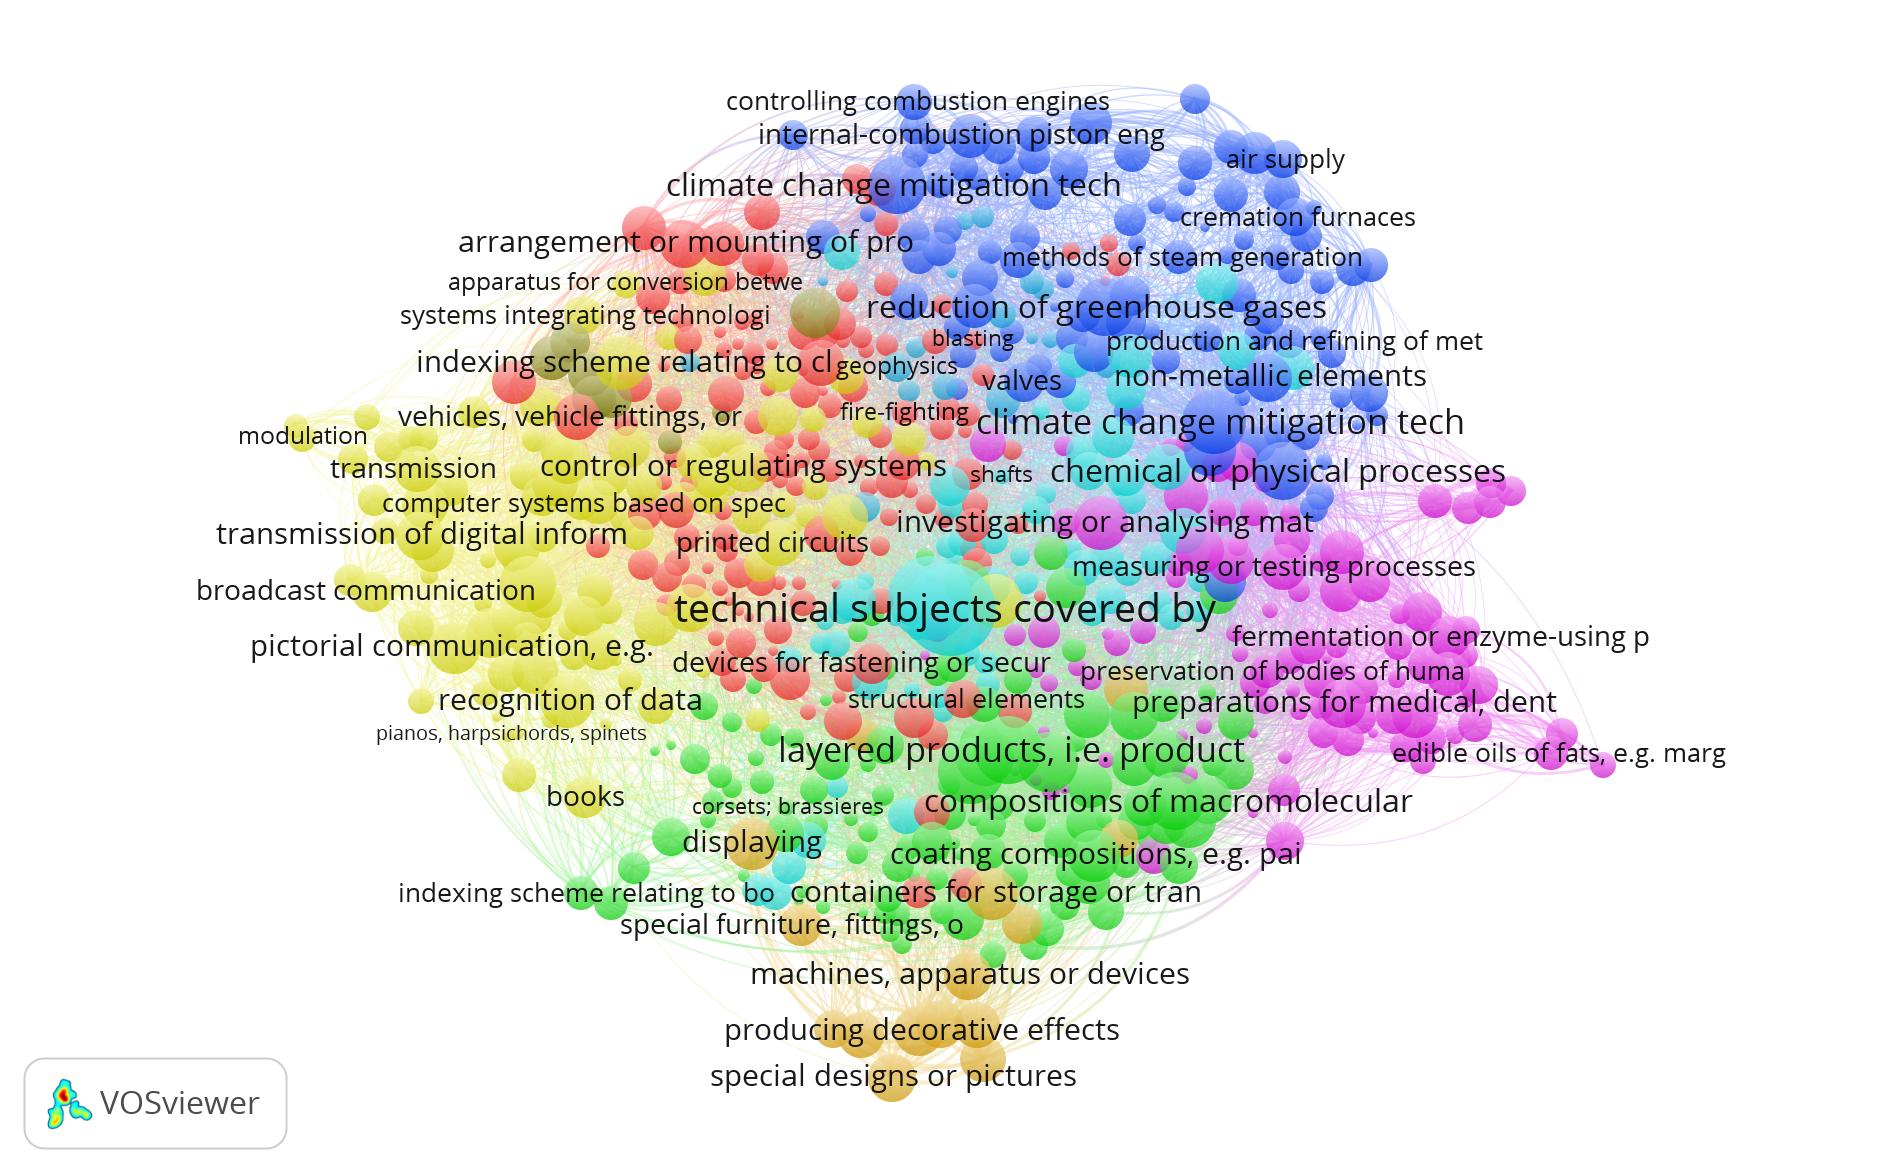 controlling combustion engines
internal-combustion piston eng
air supply
climate change mitigation tech
cremation furnaces
arrangement or mounting of pro
methods of steam generation
apparatus for conversion betwe
systems integrating technologi
reduction of greenhouse gases
blasting
production and refining of met
indexing scheme relating to cl
geophysics
valves
non-metallic elements
vehicles, vehicle fittings, or
fire-fighting
climate change mitigation tech
modulation
transmission
control or regulating systems
shafts
chemical or physical processes
computer systems based on spec
transmission of digital inform
investigating or analysing mat
printed circuits
measuring or testing processes
broadcast communication
technical subjects covered by
pictorial communication, e.g.
fermentation or enzyme-using p
devices for fastening or secur
preservation of bodies of huma
recognition of data
structural elements
preparations for medical, dent
pianos, harpsichords, spinets
layered products, i.e. product
edible oils of fats, e.g. marg
books
corsets; brassieres
compositions of macromolecular
displaying
coating compositions, e.g. pai
indexing scheme relating to bo
containers for storage or tran
special furniture, fittings, o
machines, apparatus or devices
producing decorative effects
special designs or pictures
VOSviewer